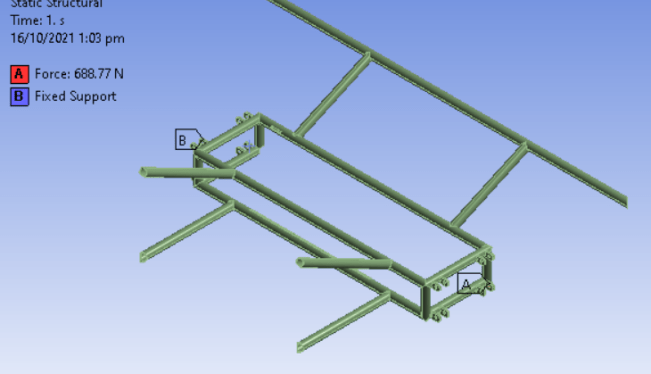 Static Structural
Time: 1. s
16/10/2021 1:03 pm
A Force: 688.77 N
B Fixed Support
B
A